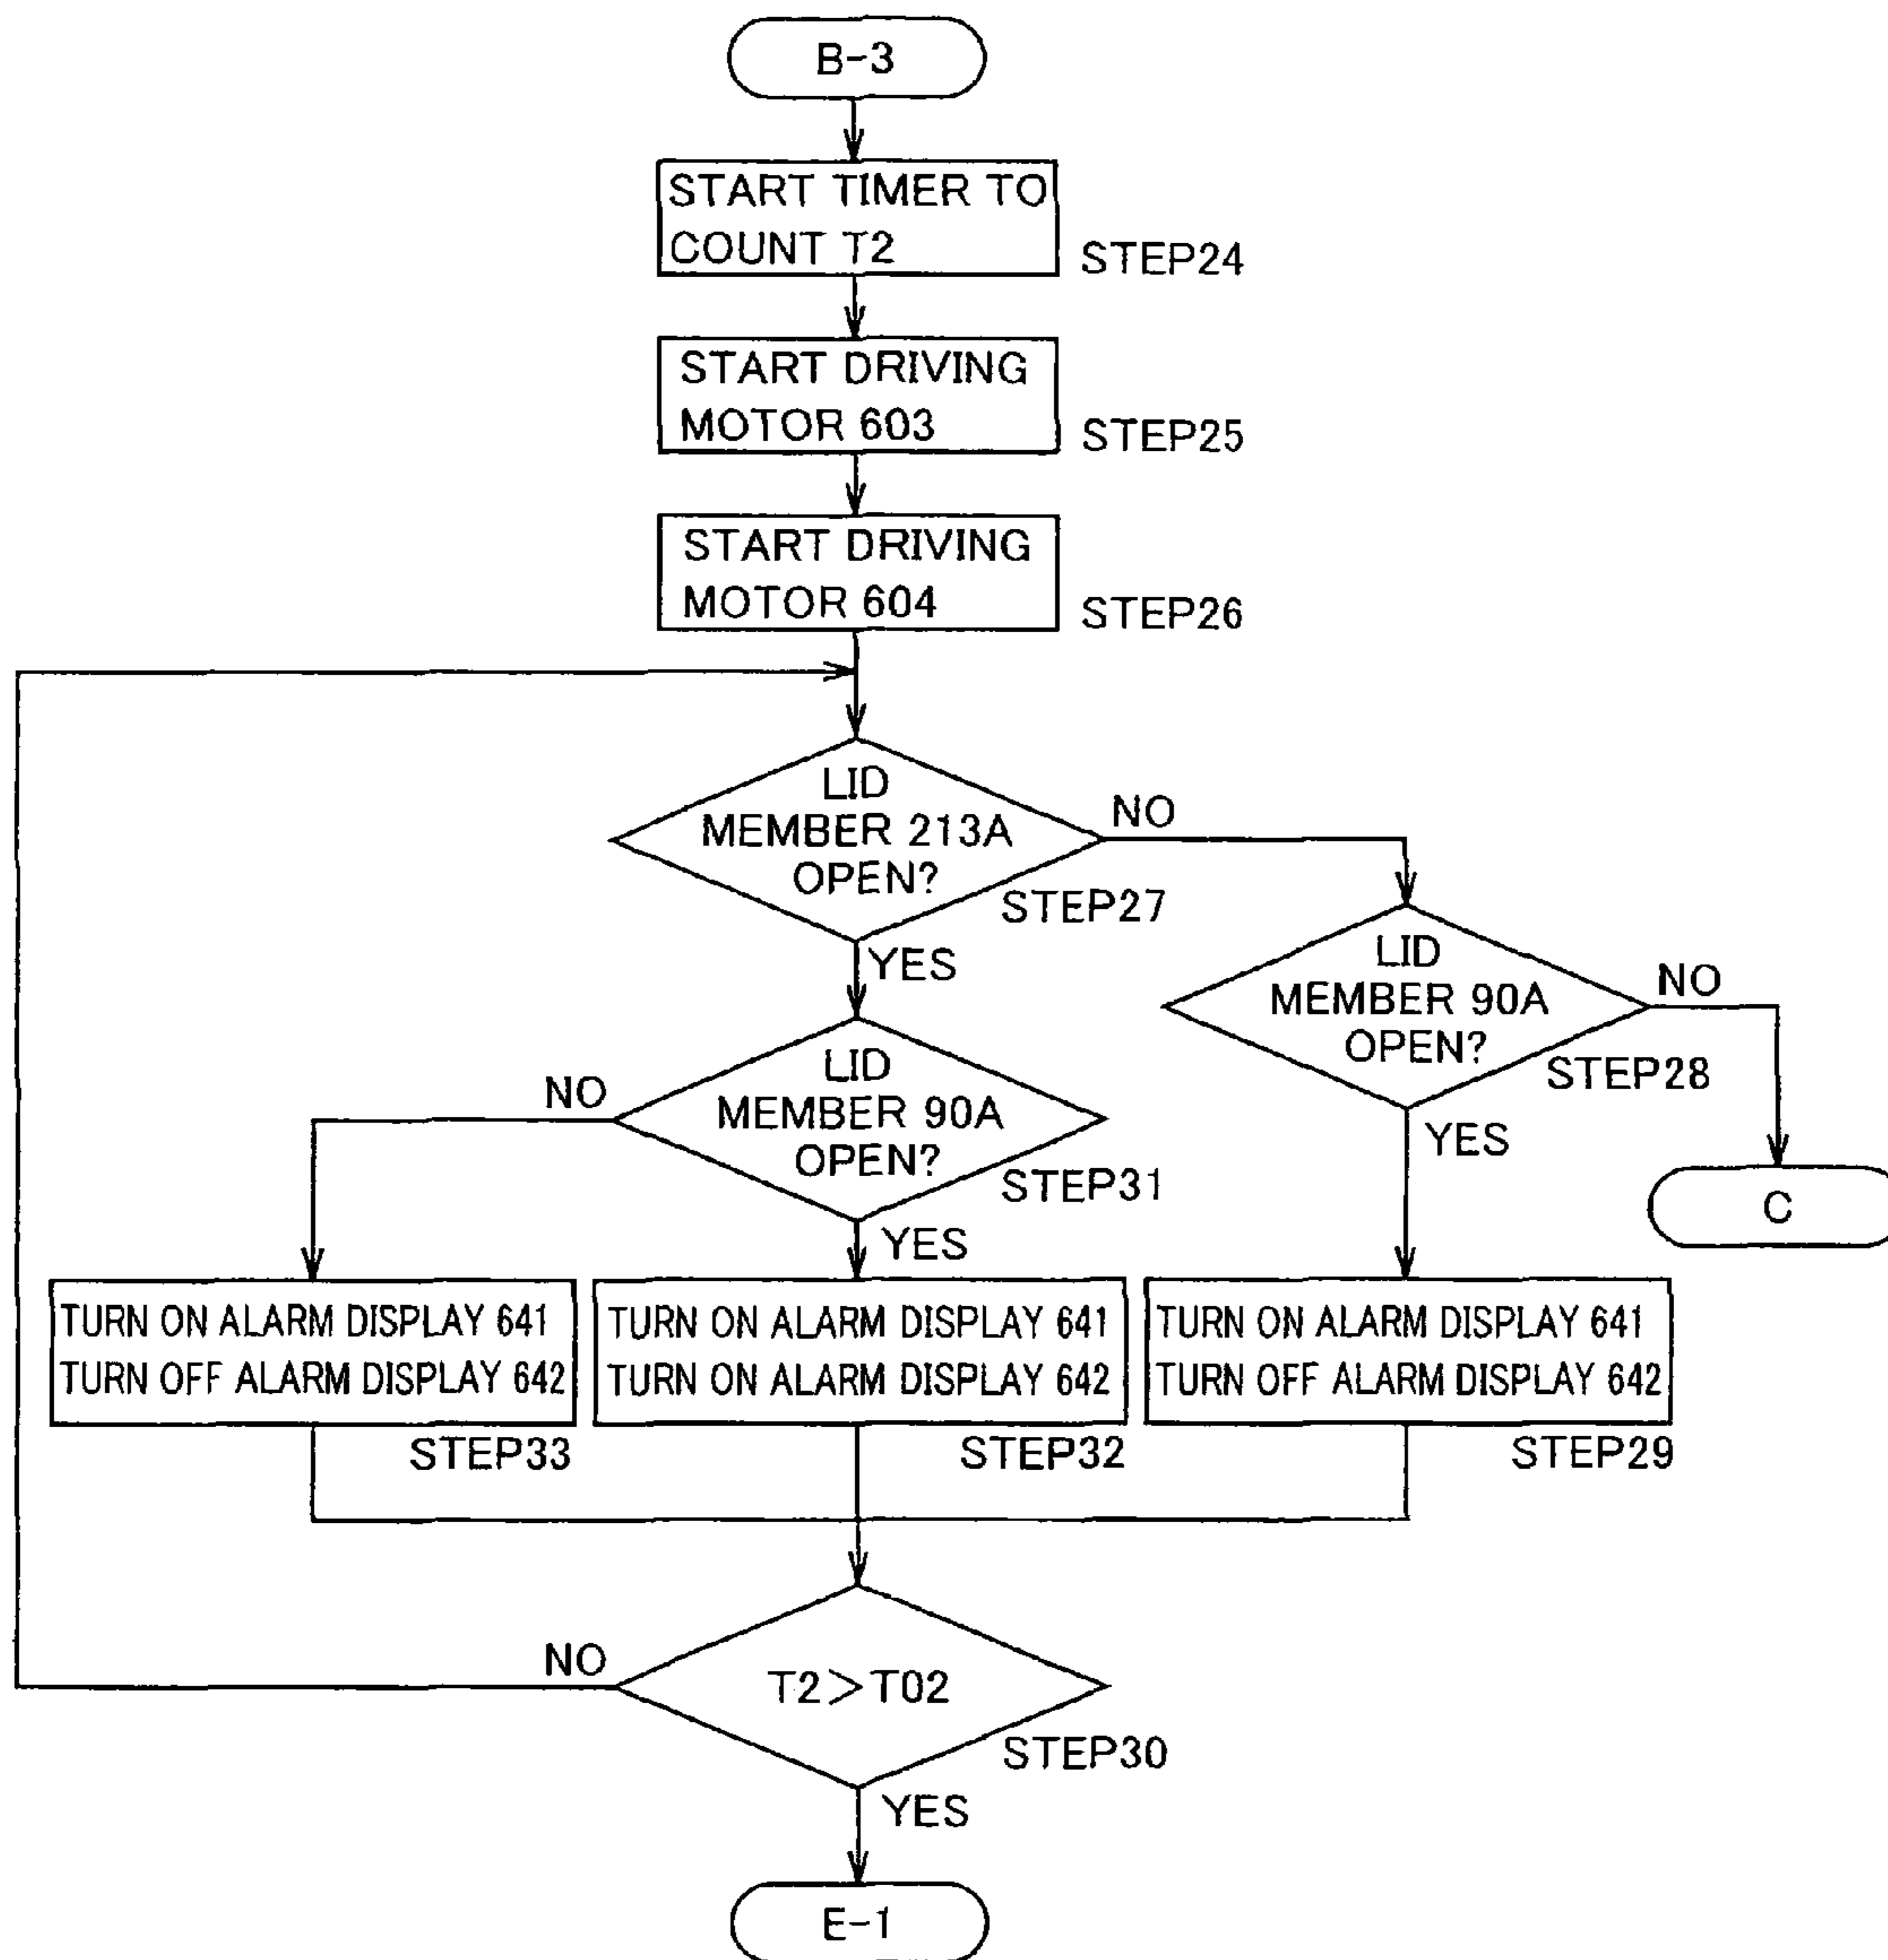 B-3
START TIMER TO
COUNT T2
STEP24
START DRIVING
MOTOR 603
STEP25
START DRIVING
MOTOR 604
STEP26
LID
MEMBER 213A
OPEN?
NO
STEP27
YES
LID
MEMBER 90A
OPEN?
NO
STEP28
YES
C
LID
MEMBER 90A
OPEN?
NO
STEP31
YES
TURN ON ALARM DISPLAY 641
TURN OFF ALARM DISPLAY 642
STEP33
TURN ON ALARM DISPLAY 641
TURN ON ALARM DISPLAY 642
STEP32
TURN ON ALARM DISPLAY 641
TURN OFF ALARM DISPLAY 642
STEP29
NO
T2>T02
STEP30
YES
E-1